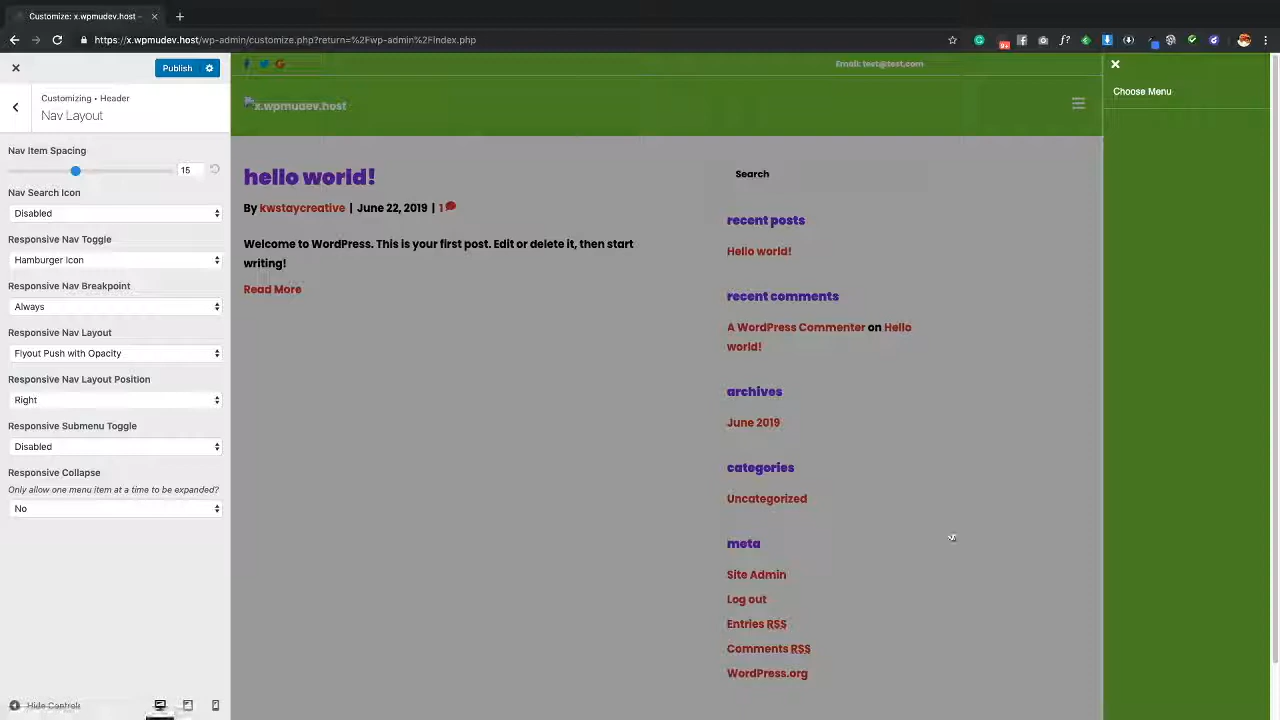 Customize: x.wpmudev.host -
https://x.wpmudev.host/wp-admin/customize.php?return=%2Fwp-admin%2Findex.php
Publish
Customizing • Header
Nav Layout
Nav Item Spacing
15
Nav Search Icon
Disabled
Responsive Nav Toggle
Hamburger Icon
Responsive Nav Breakpoint
Always
Responsive Nav Layout
Flyout Push with Opacity
Responsive Nav Layout Position
Right
Responsive Submenu Toggle
Disabled
Responsive Collapse
Only allow one menu item at a time to be expanded?
No
Hide Controls
Email: test@test.com
x.wpmudev.host
hello world!
By kwstaycreative | June 22, 2019 | 1
Welcome to WordPress. This is your first post. Edit or delete it, then start
writing!
Read More
Search
recent posts
Hello world!
recent comments
A WordPress Commenter on Hello
world!
archives
June 2019
categories
Uncategorized
meta
Site Admin
Log out
Entries RSS
Comments RSS
WordPress.org
Choose Menu